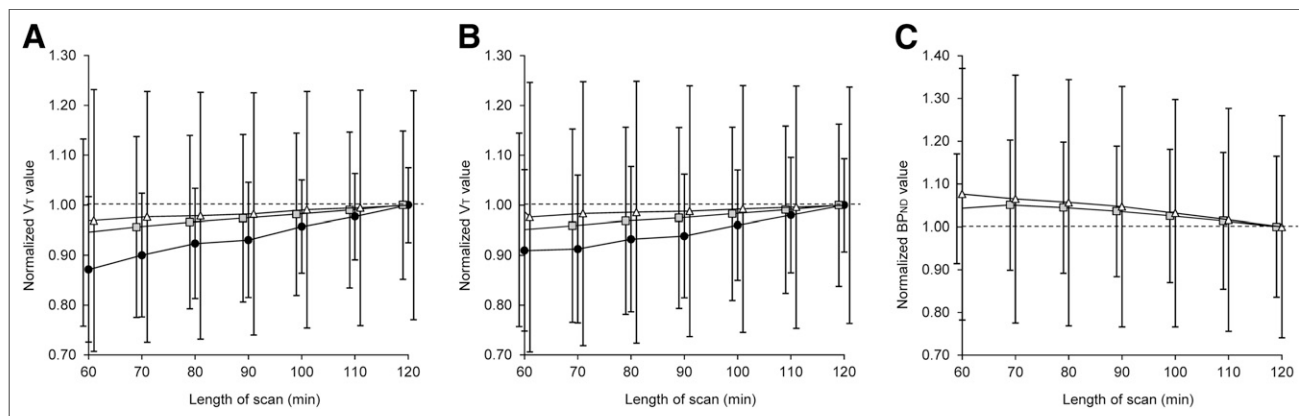 A
1.30
1.20
1.10
1.00
0.90
0.80
0.70
Normalized VT value
60 70 80 90 100 110 120
Length of scan (min)
B
1.30
1.20
1.10
1.00
0.90
0.80
0.70
Normalized VT value
60 70 80 90 100 110 120
Length of scan (min)
C
1.40
1.30
1.20
1.10
1.00
0.90
0.80
0.70
Normalized BPND value
60 70 80 90 100 110 120
Length of scan (min)